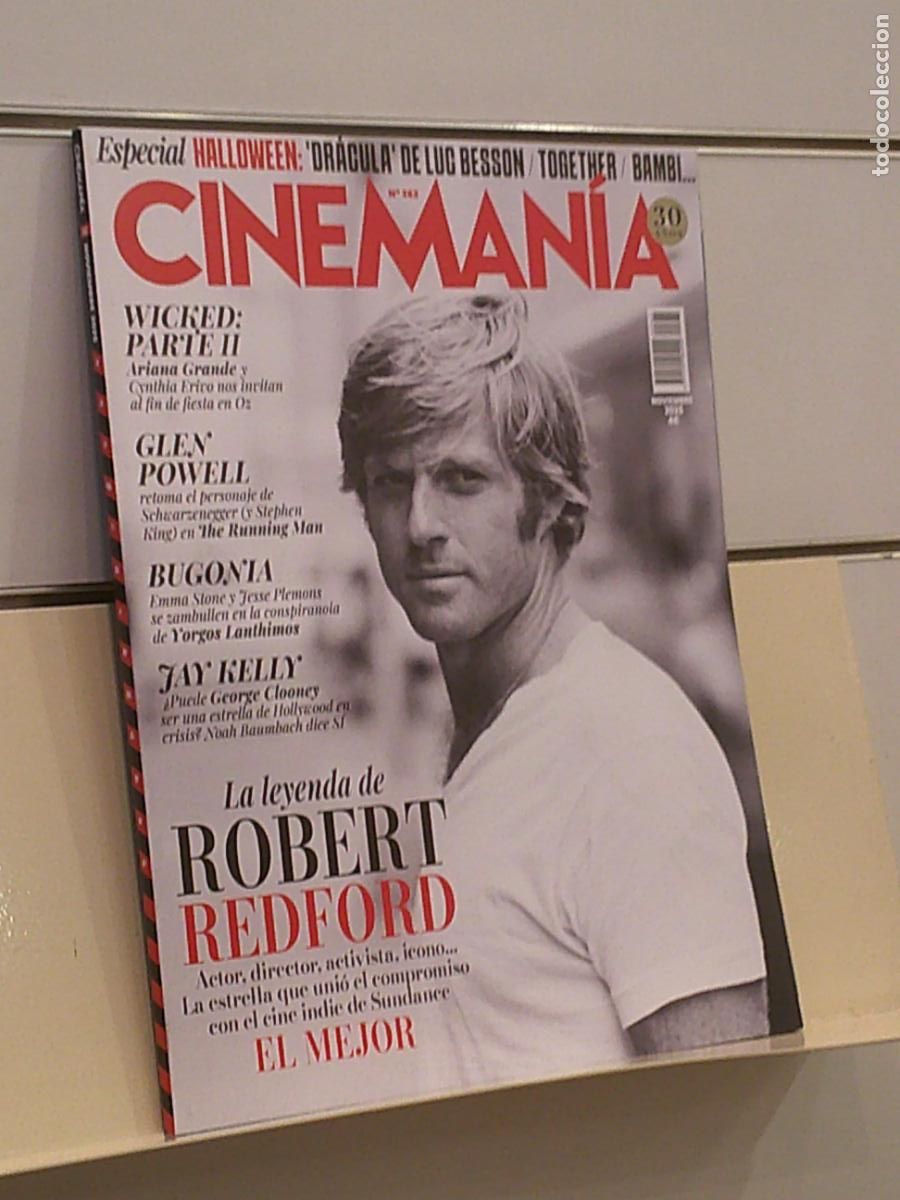 Especial HALLOWEEN: 'DRÁCULA' DE LUC BESSON / TOGETHER / BAMBI...
CINEMANÍA
30
AÑOS
WICKED:
PARTE II
Ariana Grande y
Cynthia Erivo nos invitan
al fin de fiesta en Oz
NOVIEMBRE
2025
GLEN
POWELL
retoma el personaje de
Schwarzenegger (y Stephen
King) en The Running Man
BUGONIA
Emma Stone y Jesse Plemons
se zambullen en la conspiranoia
de Yorgos Lanthimos
JAY KELLY
¿Puede George Clooney
ser una estrella de Hollywood en
crisis? Noah Baumbach dice SÍ
La leyenda de
ROBERT
REDFORD
Actor, director, activista, icono...
La estrella que unió el compromiso
con el cine indie de Sundance
EL MEJOR
todocoleccion